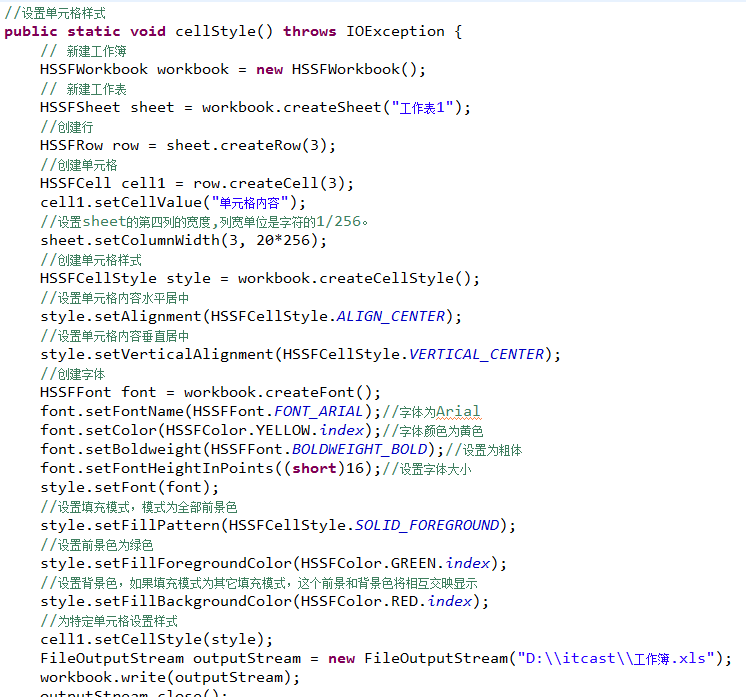 //设置单元格样式
public static void cellStyle() throws IOException {
// 新建工作簿
HSSFWorkbook workbook = new HSSFWorkbook();
// 新建工作表
HSSFSheet sheet = workbook.createSheet("工作表1");
//创建行
HSSFRow row = sheet.createRow(3);
//创建单元格
HSSFCell cell1 = row.createCell(3);
cell1.setCellValue("单元格内容");
//设置sheet的第四列的宽度,列宽单位是字符的1/256。
sheet.setColumnWidth(3, 20*256);
//创建单元格样式
HSSFCellStyle style = workbook.createCellStyle();
//设置单元格内容水平居中
style.setAlignment(HSSFCellStyle.ALIGN_CENTER);
//设置单元格内容垂直居中
style.setVerticalAlignment(HSSFCellStyle.VERTICAL_CENTER);
//创建字体
HSSFFont font = workbook.createFont();
font.setFontName(HSSFFont.FONT_ARIAL);//字体为Arial
font.setColor(HSSFColor.YELLOW.index);//字体颜色为黄色
font.setBoldweight(HSSFFont.BOLDWEIGHT_BOLD);//设置为粗体
font.setFontHeightInPoints((short)16);//设置字体大小
style.setFont(font);
//设置填充模式，模式为全部前景色
style.setFillPattern(HSSFCellStyle.SOLID_FOREGROUND);
//设置前景色为绿色
style.setFillForegroundColor(HSSFColor.GREEN.index);
//设置背景色，如果填充模式为其它填充模式，这个前景和背景色将相互交映显示
style.setFillBackgroundColor(HSSFColor.RED.index);
//为特定单元格设置样式
cell1.setCellStyle(style);
FileOutputStream outputStream = new FileOutputStream("D:\\itcast\\工作簿.xls");
workbook.write(outputStream);
outputStream.close();